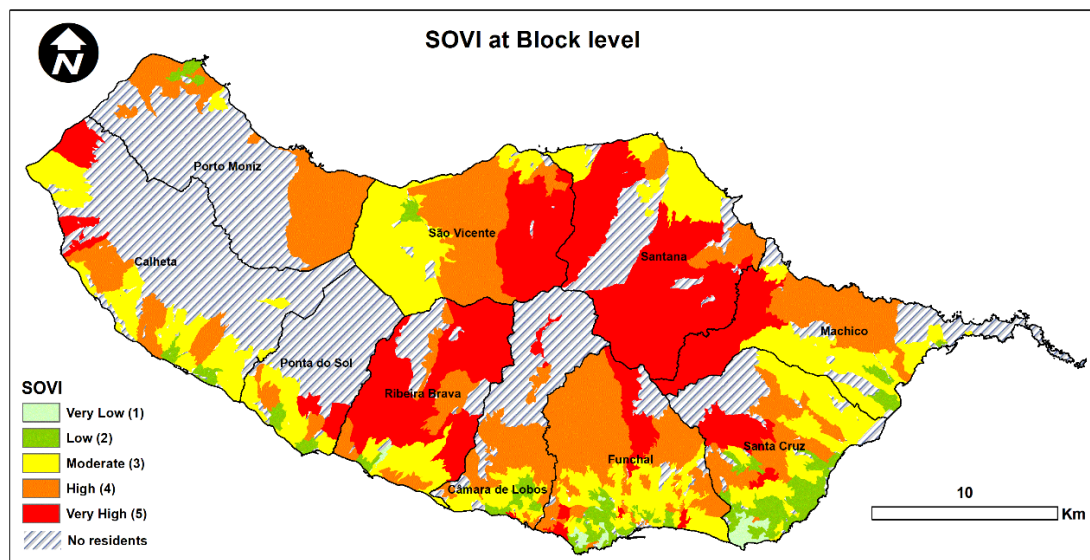 N
SOVI at Block level
Porto Moniz
São Vicente
Santana
Calheta
Machico
Ponta do Sol
Ribeira Brava
Santa Cruz
Funchal
Câmara de Lobos
SOVI
Very Low (1)
Low (2)
Moderate (3)
High (4)
Very High (5)
No residents
10
Km